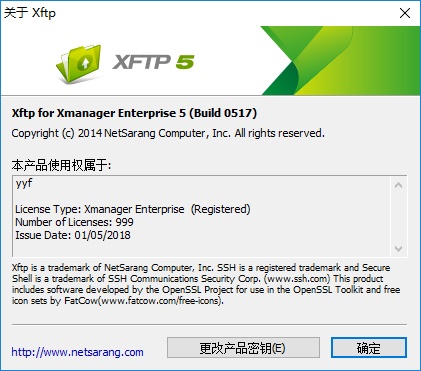 关于 Xftp
XFTP 5
Xftp for Xmanager Enterprise 5 (Build 0517)
Copyright (c) 2014 NetSarang Computer, Inc. All rights reserved.
本产品使用权属于:
yyf
License Type: Xmanager Enterprise  (Registered)
Number of Licenses: 999
Issue Date: 01/05/2018
Xftp is a trademark of NetSarang Computer, Inc. SSH is a registered trademark and Secure
Shell is a trademark of SSH Communications Security Corp. (www.ssh.com) This product
includes software developed by the OpenSSL Project for use in the OpenSSL Toolkit and free
icon sets by FatCow(www.fatcow.com/free-icons).
http://www.netsarang.com
更改产品密钥(E)
确定